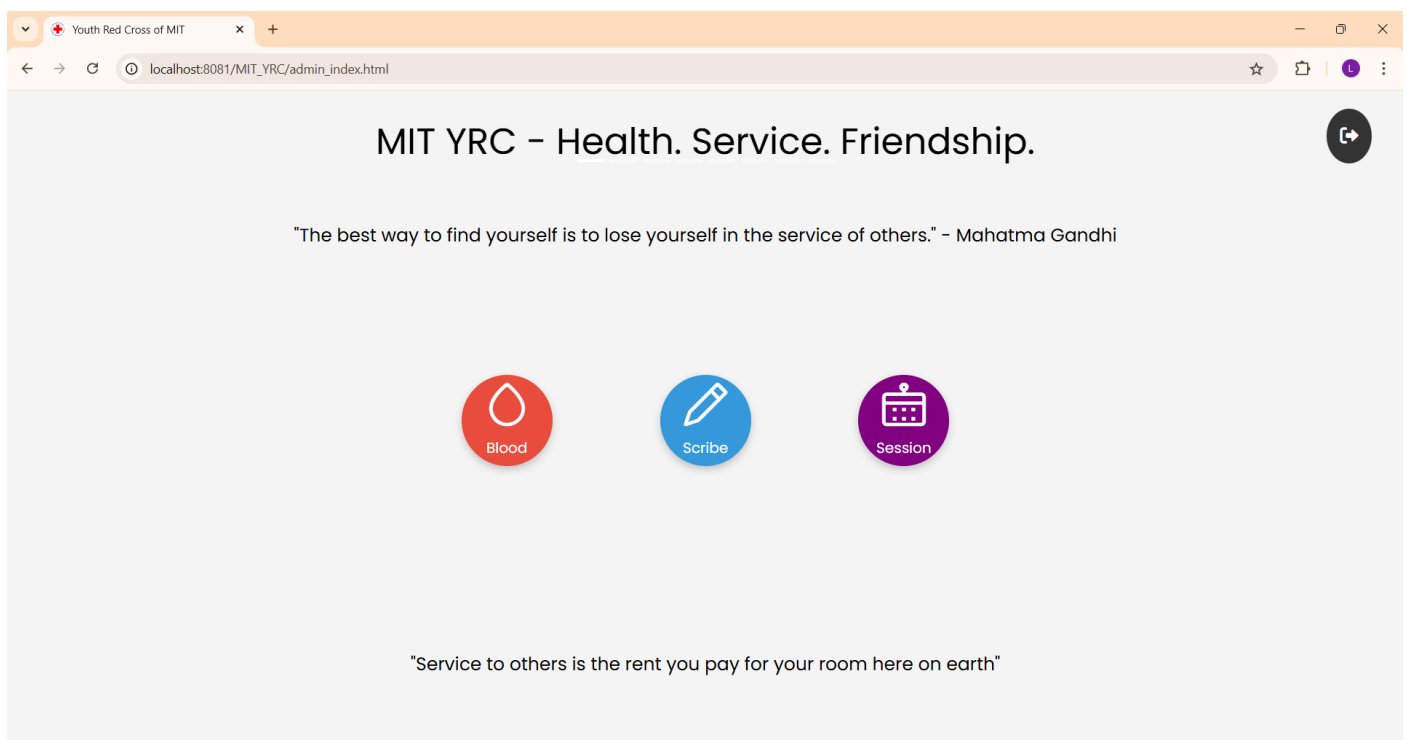 Youth Red Cross of MIT
localhost:8081/MIT_YRC/admin_index.html
L
MIT YRC - Health. Service. Friendship.
"The best way to find yourself is to lose yourself in the service of others." - Mahatma Gandhi
Blood
Scribe
Session
"Service to others is the rent you pay for your room here on earth"